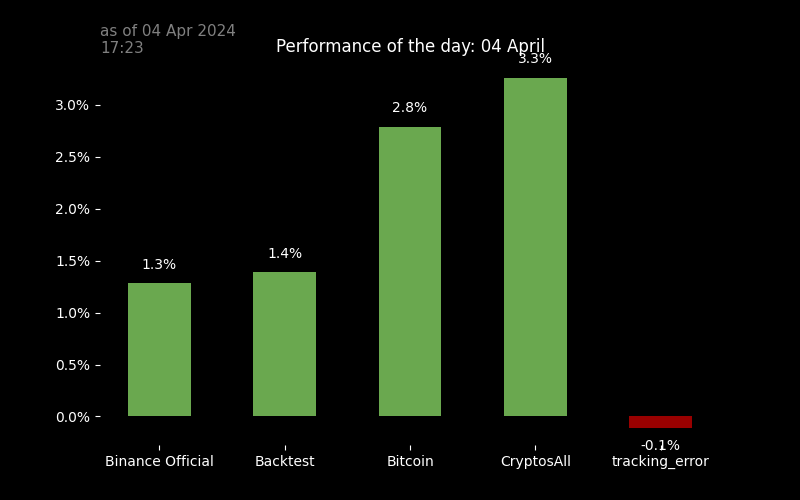 as of 04 Apr 2024
17:23
Performance of the day: 04 April
3.3%
3.0%
2.8%
2.5%
2.0%
1.5%
1.4%
1.3%
1.0%
0.5%
0.0%
-0.1%
Binance Official
Backtest
Bitcoin
CryptosAll
tracking_error